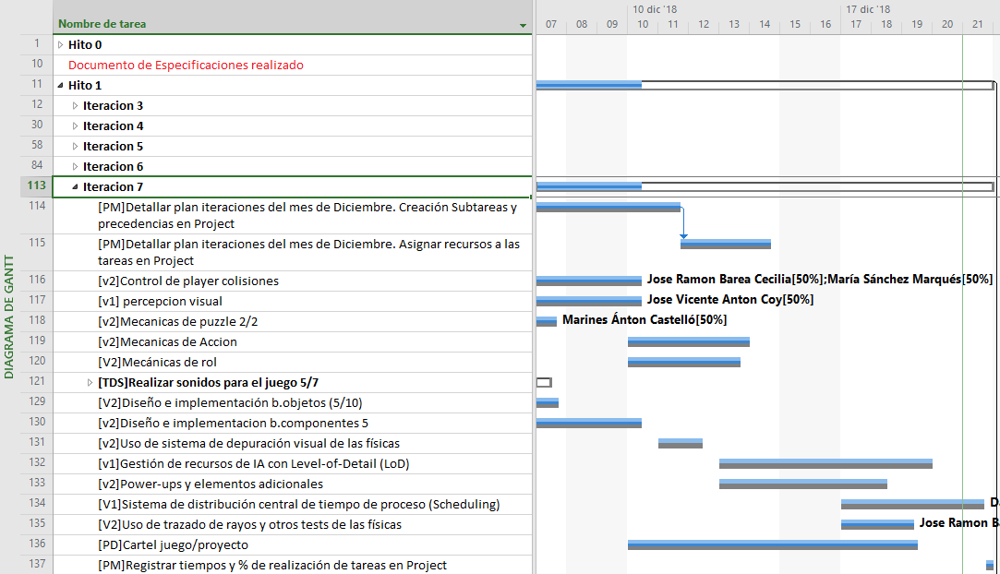 10 dic '18
17 dic '18
Nombre de tarea
07 08 09 10 11 12 13 14 15 16 17 18 19 20 21
1 Hito 0
10 Documento de Especificaciones realizado
11 Hito 1
12 Iteracion 3
30 Iteracion 4
58 Iteracion 5
84 Iteracion 6
113 Iteracion 7
114 [PM]Detallar plan iteraciones del mes de Diciembre. Creación Subtareas y
precedencias en Project
115 [PM]Detallar plan iteraciones del mes de Diciembre. Asignar recursos a las
tareas en Project
116 [v2]Control de player colisiones Jose Ramon Barea Cecilia[50%];María Sánchez Marqués[50%]
117 [v1] percepcion visual Jose Vicente Anton Coy[50%]
118 [v2]Mecanicas de puzzle 2/2 Marines Ánton Castelló[50%]
119 [v2]Mecanicas de Accion
120 [V2]Mecánicas de rol
121 [TDS]Realizar sonidos para el juego 5/7
129 [V2]Diseño e implementación b.objetos (5/10)
130 [v2]Diseño e implementacion b.componentes 5
131 [v2]Uso de sistema de depuración visual de las físicas
132 [v1]Gestión de recursos de IA con Level-of-Detail (LoD)
133 [v2]Power-ups y elementos adicionales
134 [V1]Sistema de distribución central de tiempo de proceso (Scheduling) D
135 [V2]Uso de trazado de rayos y otros tests de las físicas Jose Ramon B
136 [PD]Cartel juego/proyecto
137 [PM]Registrar tiempos y % de realización de tareas en Project
DIAGRAMA DE GANTT